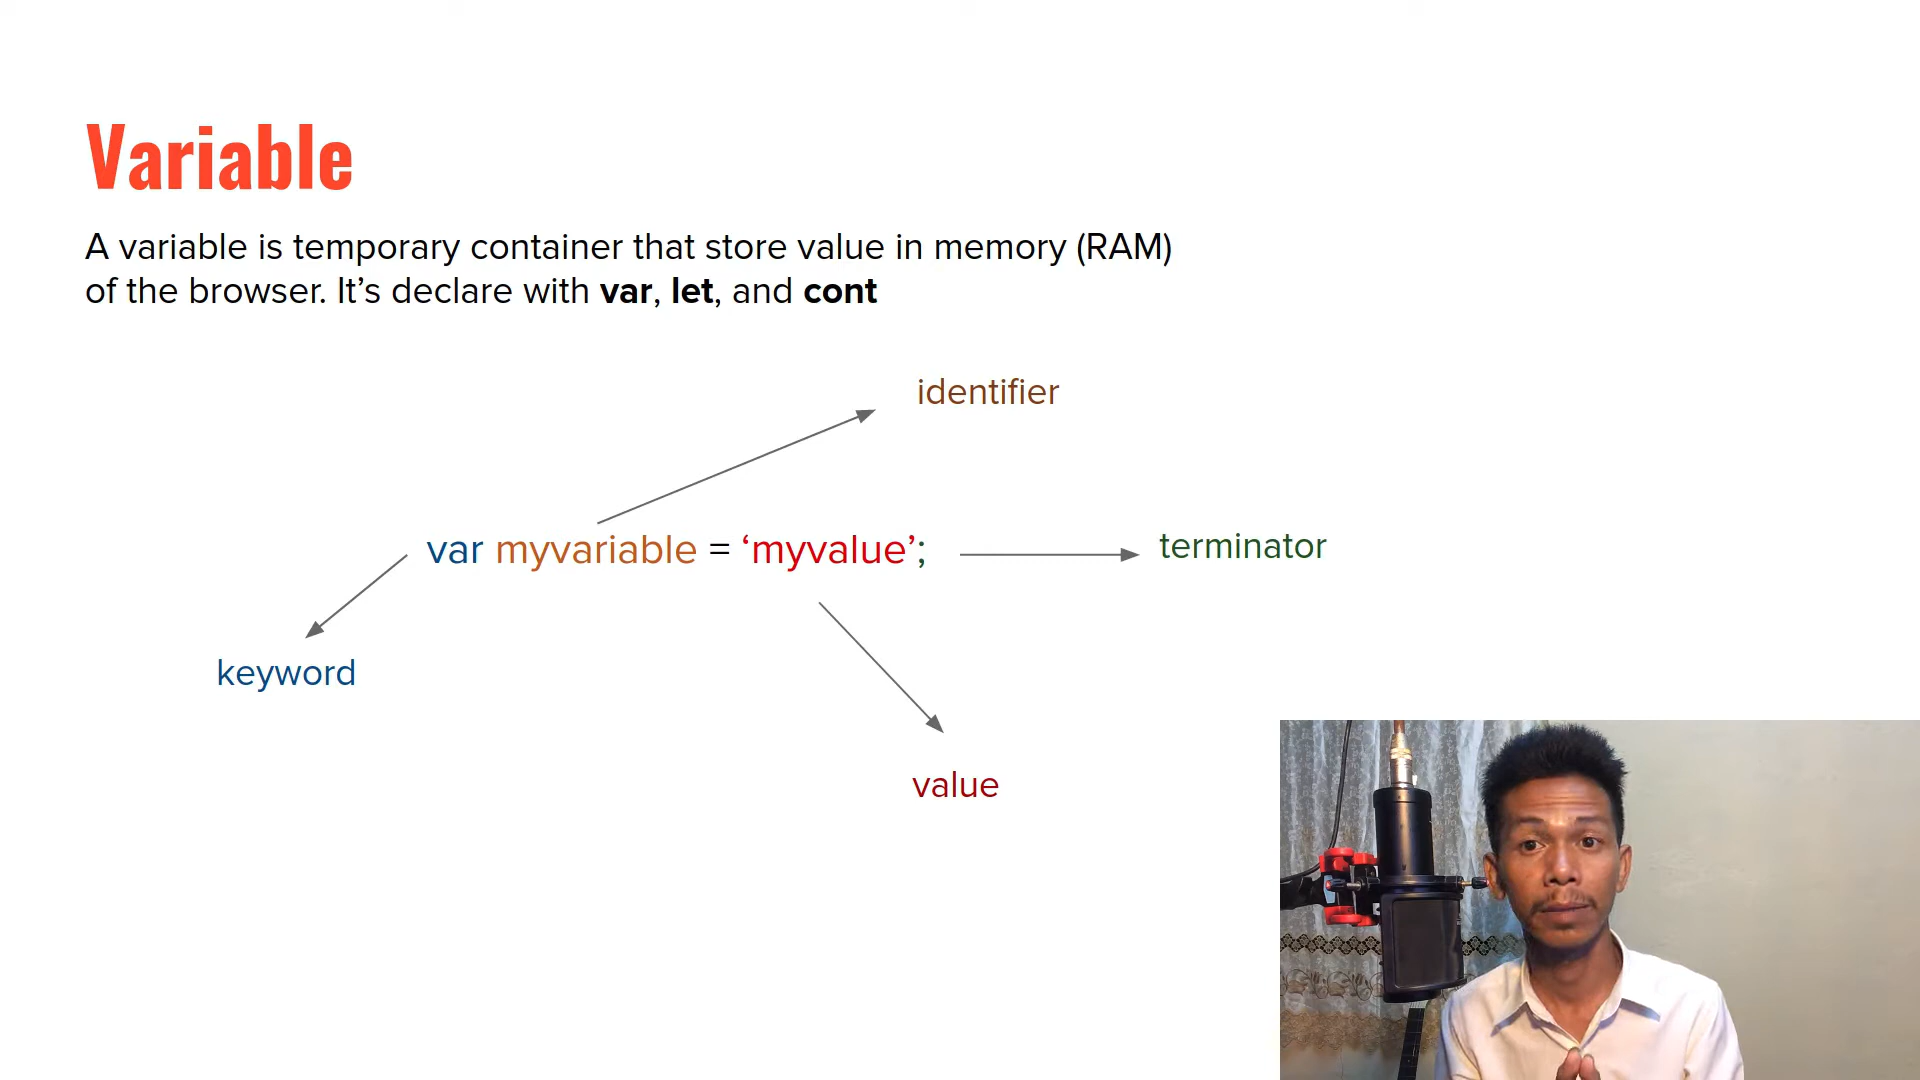 Variable
A variable is temporary container that store value in memory (RAM)
of the browser. It’s declare with var, let, and cont
identifier
var myvariable = ‘myvalue’;
terminator
keyword
value